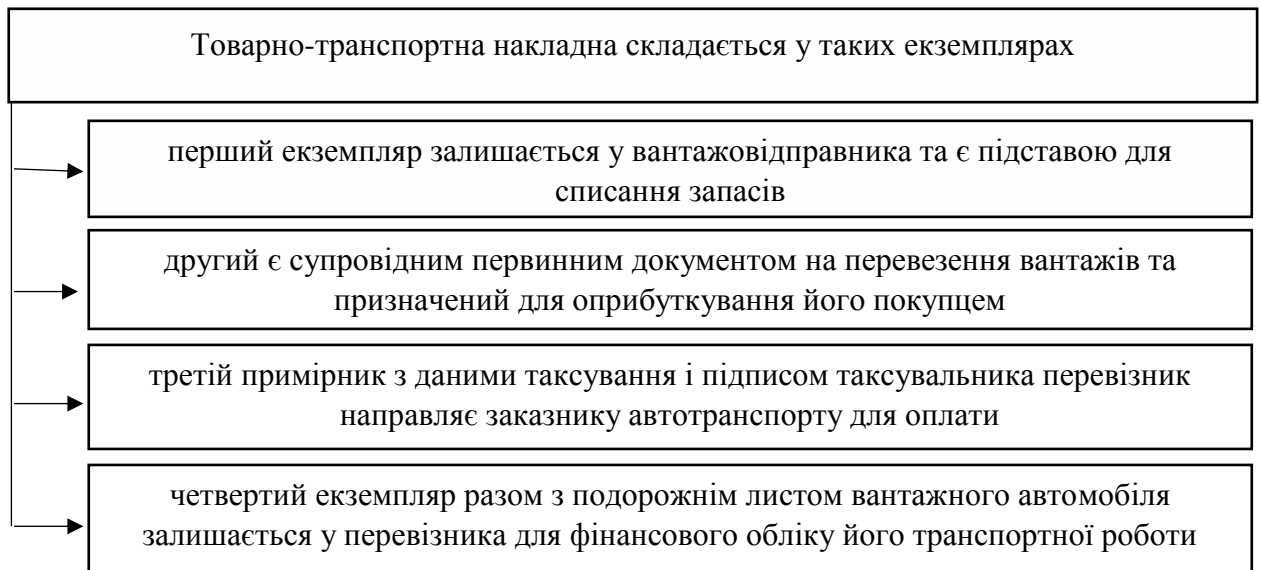 Товарно-транспортна накладна складається у таких екземплярах
перший екземпляр залишається у вантажовідправника та є підставою для
списання запасів
другий є супровідним первинним документом на перевезення вантажів та
призначений для оприбуткування його покупцем
третій примірник з даними таксування і підписом таксувальника перевізник
направляє заказнику автотранспорту для оплати
четвертий екземпляр разом з подорожнім листом вантажного автомобіля
залишається у перевізника для фінансового обліку його транспортної роботи